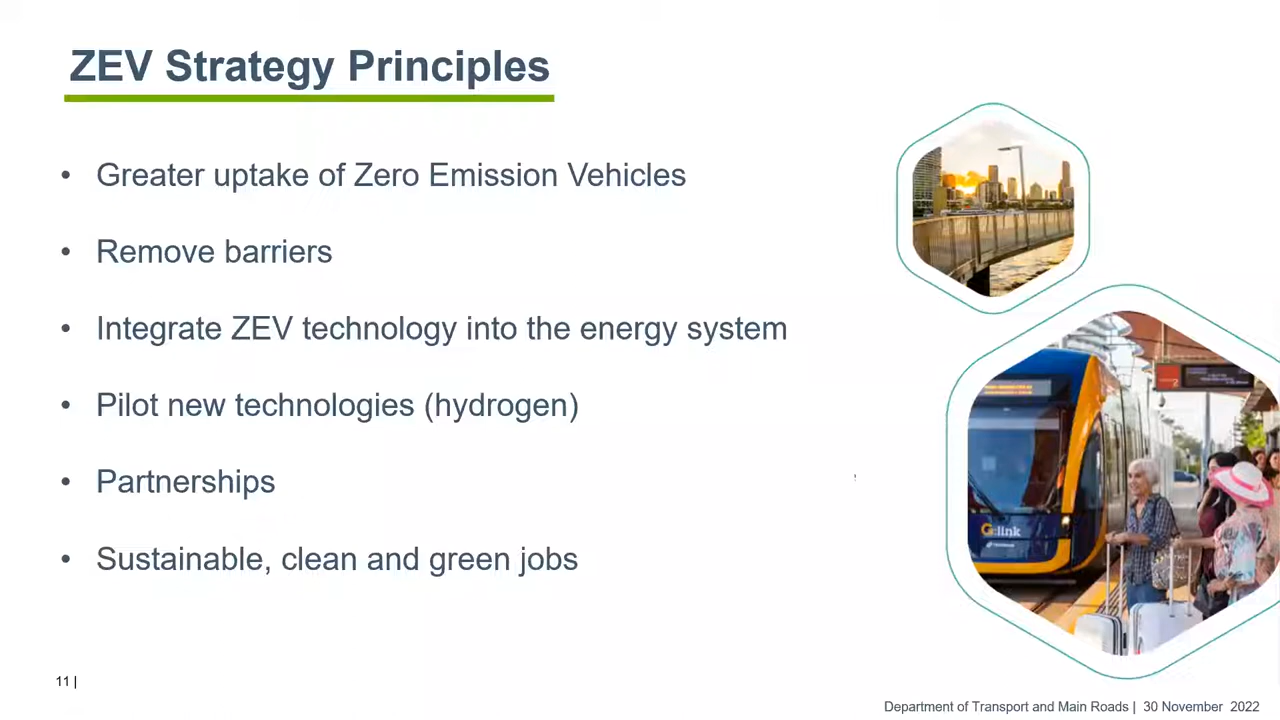 ZEV Strategy Principles
• Greater uptake of Zero Emission Vehicles
• Remove barriers
• Integrate ZEV technology into the energy system
• Pilot new technologies (hydrogen)
• Partnerships
• Sustainable, clean and green jobs
2
G:link
11 |
Department of Transport and Main Roads | 30 November 2022